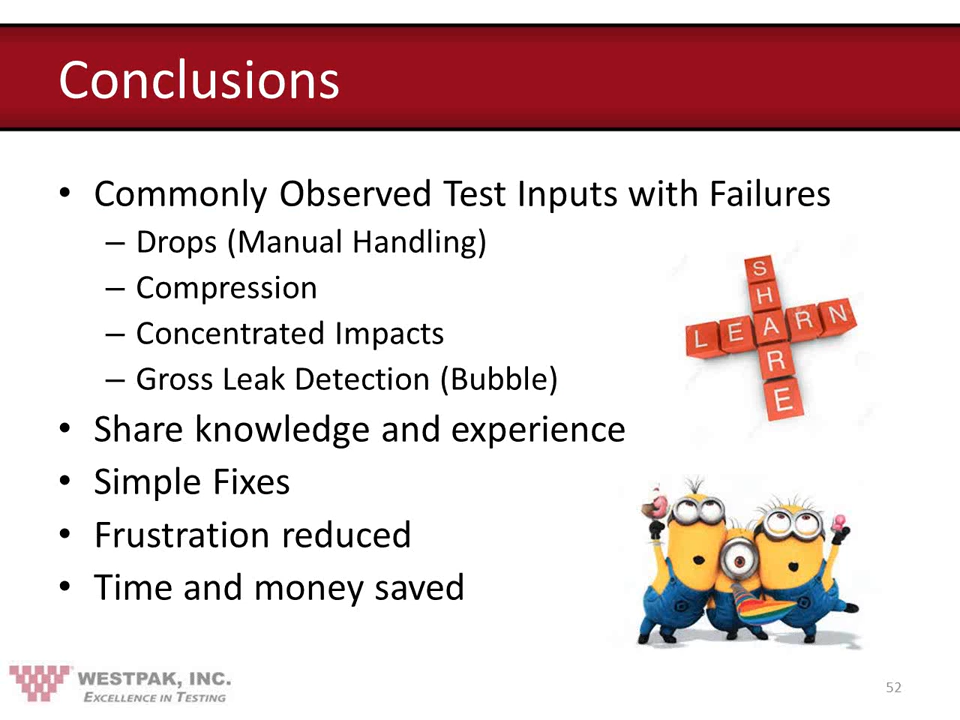 Conclusions
• Commonly Observed Test Inputs with Failures
– Drops (Manual Handling)
– Compression
– Concentrated Impacts
– Gross Leak Detection (Bubble)
• Share knowledge and experience
• Simple Fixes
• Frustration reduced
• Time and money saved
SHARE
LEARN
WESTPAK, INC.
EXCELLENCE IN TESTING
52